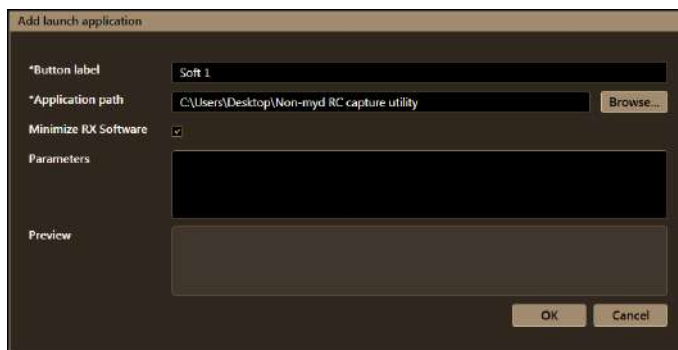 Add launch application
*Button label
Soft 1
*Application path
C:\Users\Desktop\Non-myd RC capture utility
Browse...
Minimize RX Software
Parameters
Preview
OK
Cancel